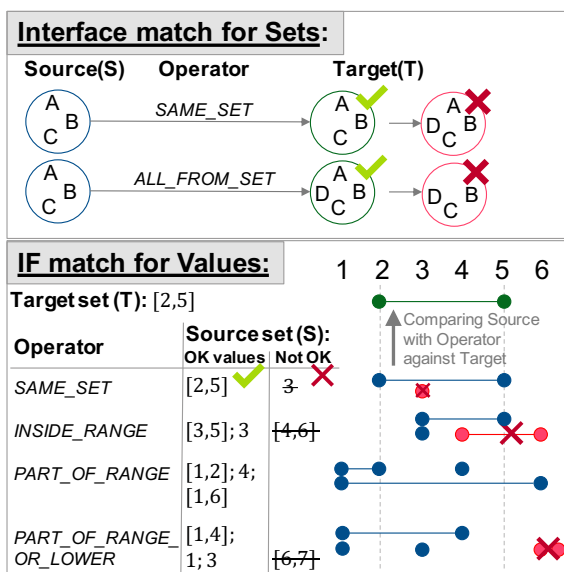 Interface match for Sets:
Source(S) Operator Target(T)
A B C SAME_SET A B C A B C D
A B C ALL_FROM_SET A B C D B C D
IF match for Values:
1 2 3 4 5 6
Target set (T): [2,5]
Comparing Source
with Operator
against Target
Operator
Source set (S):
OK values Not OK
SAME_SET [2,5] 3
INSIDE_RANGE [3,5]; 3 [4,6]
PART_OF_RANGE [1,2]; 4;
[1,6]
PART_OF_RANGE_
OR_LOWER
[1,4];
1; 3 [6,7]